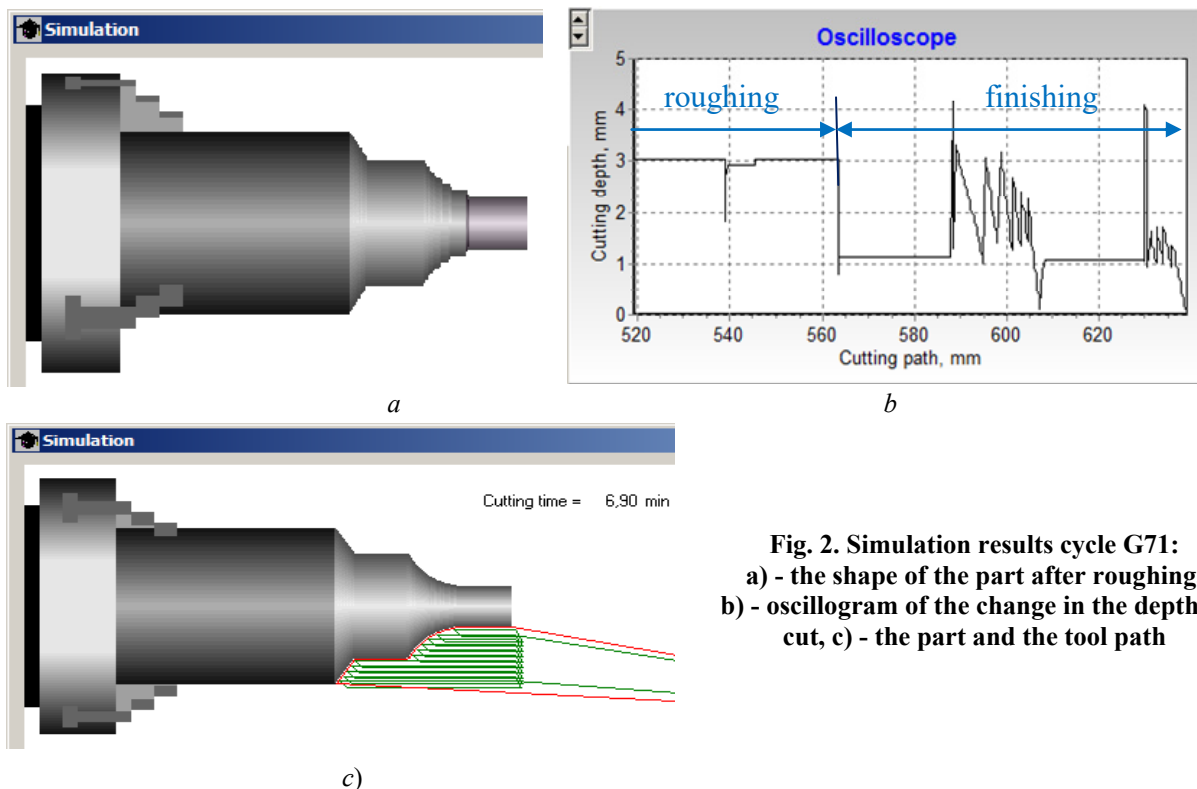 Simulation
Oscilloscope
5
4
3
2
1
0
Cutting depth, mm
roughing
finishing
520
540
560
580
600
620
Cutting path, mm
a
b
Simulation
Cutting time = 6,90 min
c)
Fig. 2. Simulation results cycle G71:
a) - the shape of the part after roughing
b) - oscillogram of the change in the depth
cut, c) - the part and the tool path